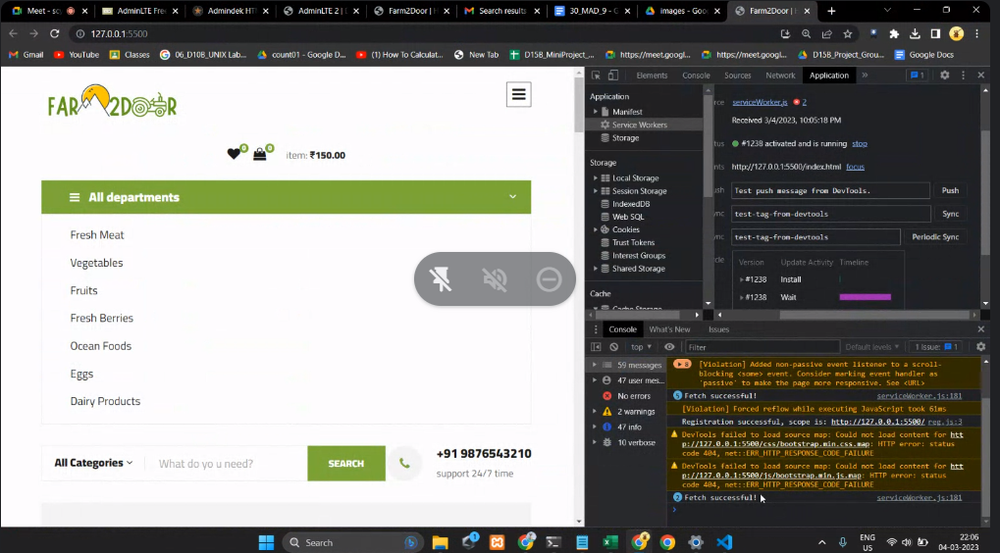 Meet - sc
AdminLTE Fre
Admindek HT
AdminLTE 2 |
Farm2Door |
Search results
30_MAD_9 - G
images - Goo
Farm2Door |
127.0.0.1:5500
Gmail
YouTube
Classes
06_D10B_UNIX Lab...
count01 - Google D...
(1) How To Calculat...
New Tab
D15B_MiniProject_...
https://meet.googl...
https://meet.googl...
D15B_Project_Grou...
Google Docs
FARM2DOOR
0
0
item: ₹150.00
All departments
Fresh Meat
Vegetables
Fruits
Fresh Berries
Ocean Foods
Eggs
Dairy Products
All Categories
What do yo u need?
SEARCH
+91 9876543210
support 24/7 time
Elements
Console
Sources
Network
Application
1
Application
Manifest
Service Workers
Storage
Storage
Local Storage
Session Storage
IndexedDB
Web SQL
Cookies
Trust Tokens
Interest Groups
Shared Storage
Cache
Cache Storage
serviceWorker.js
2
Received 3/4/2023, 10:05:18 PM
#1238 activated and is running stop
http://127.0.0.1:5500/index.html focus
Test push message from DevTools.
Push
test-tag-from-devtools
Sync
test-tag-from-devtools
Periodic Sync
Version
Update Activity
Timeline
#1238
Install
#1238
Wait
Console
What's New
Issues
top
Filter
Default levels
1 Issue:
1
59 messages
47 user mes...
No errors
2 warnings
47 info
10 verbose
8 [Violation] Added non-passive event listener to a scroll-
blocking <some> event. Consider marking event handler as
'passive' to make the page more responsive. See <URL>
5 Fetch successful! serviceWorker.js:181
[Violation] Forced reflow while executing JavaScript took 61ms
Registration successful, scope is: http://127.0.0.1:5500/ reg.js:3
DevTools failed to load source map: Could not load content for htt
p://127.0.0.1:5500/css/bootstrap.min.css.map: HTTP error: status
code 404, net::ERR_HTTP_RESPONSE_CODE_FAILURE
DevTools failed to load source map: Could not load content for htt
p://127.0.0.1:5500/js/bootstrap.min.js.map: HTTP error: status
code 404, net::ERR_HTTP_RESPONSE_CODE_FAILURE
2 Fetch successful! serviceWorker.js:181
Search
ENG
US
22:06
04-03-2023